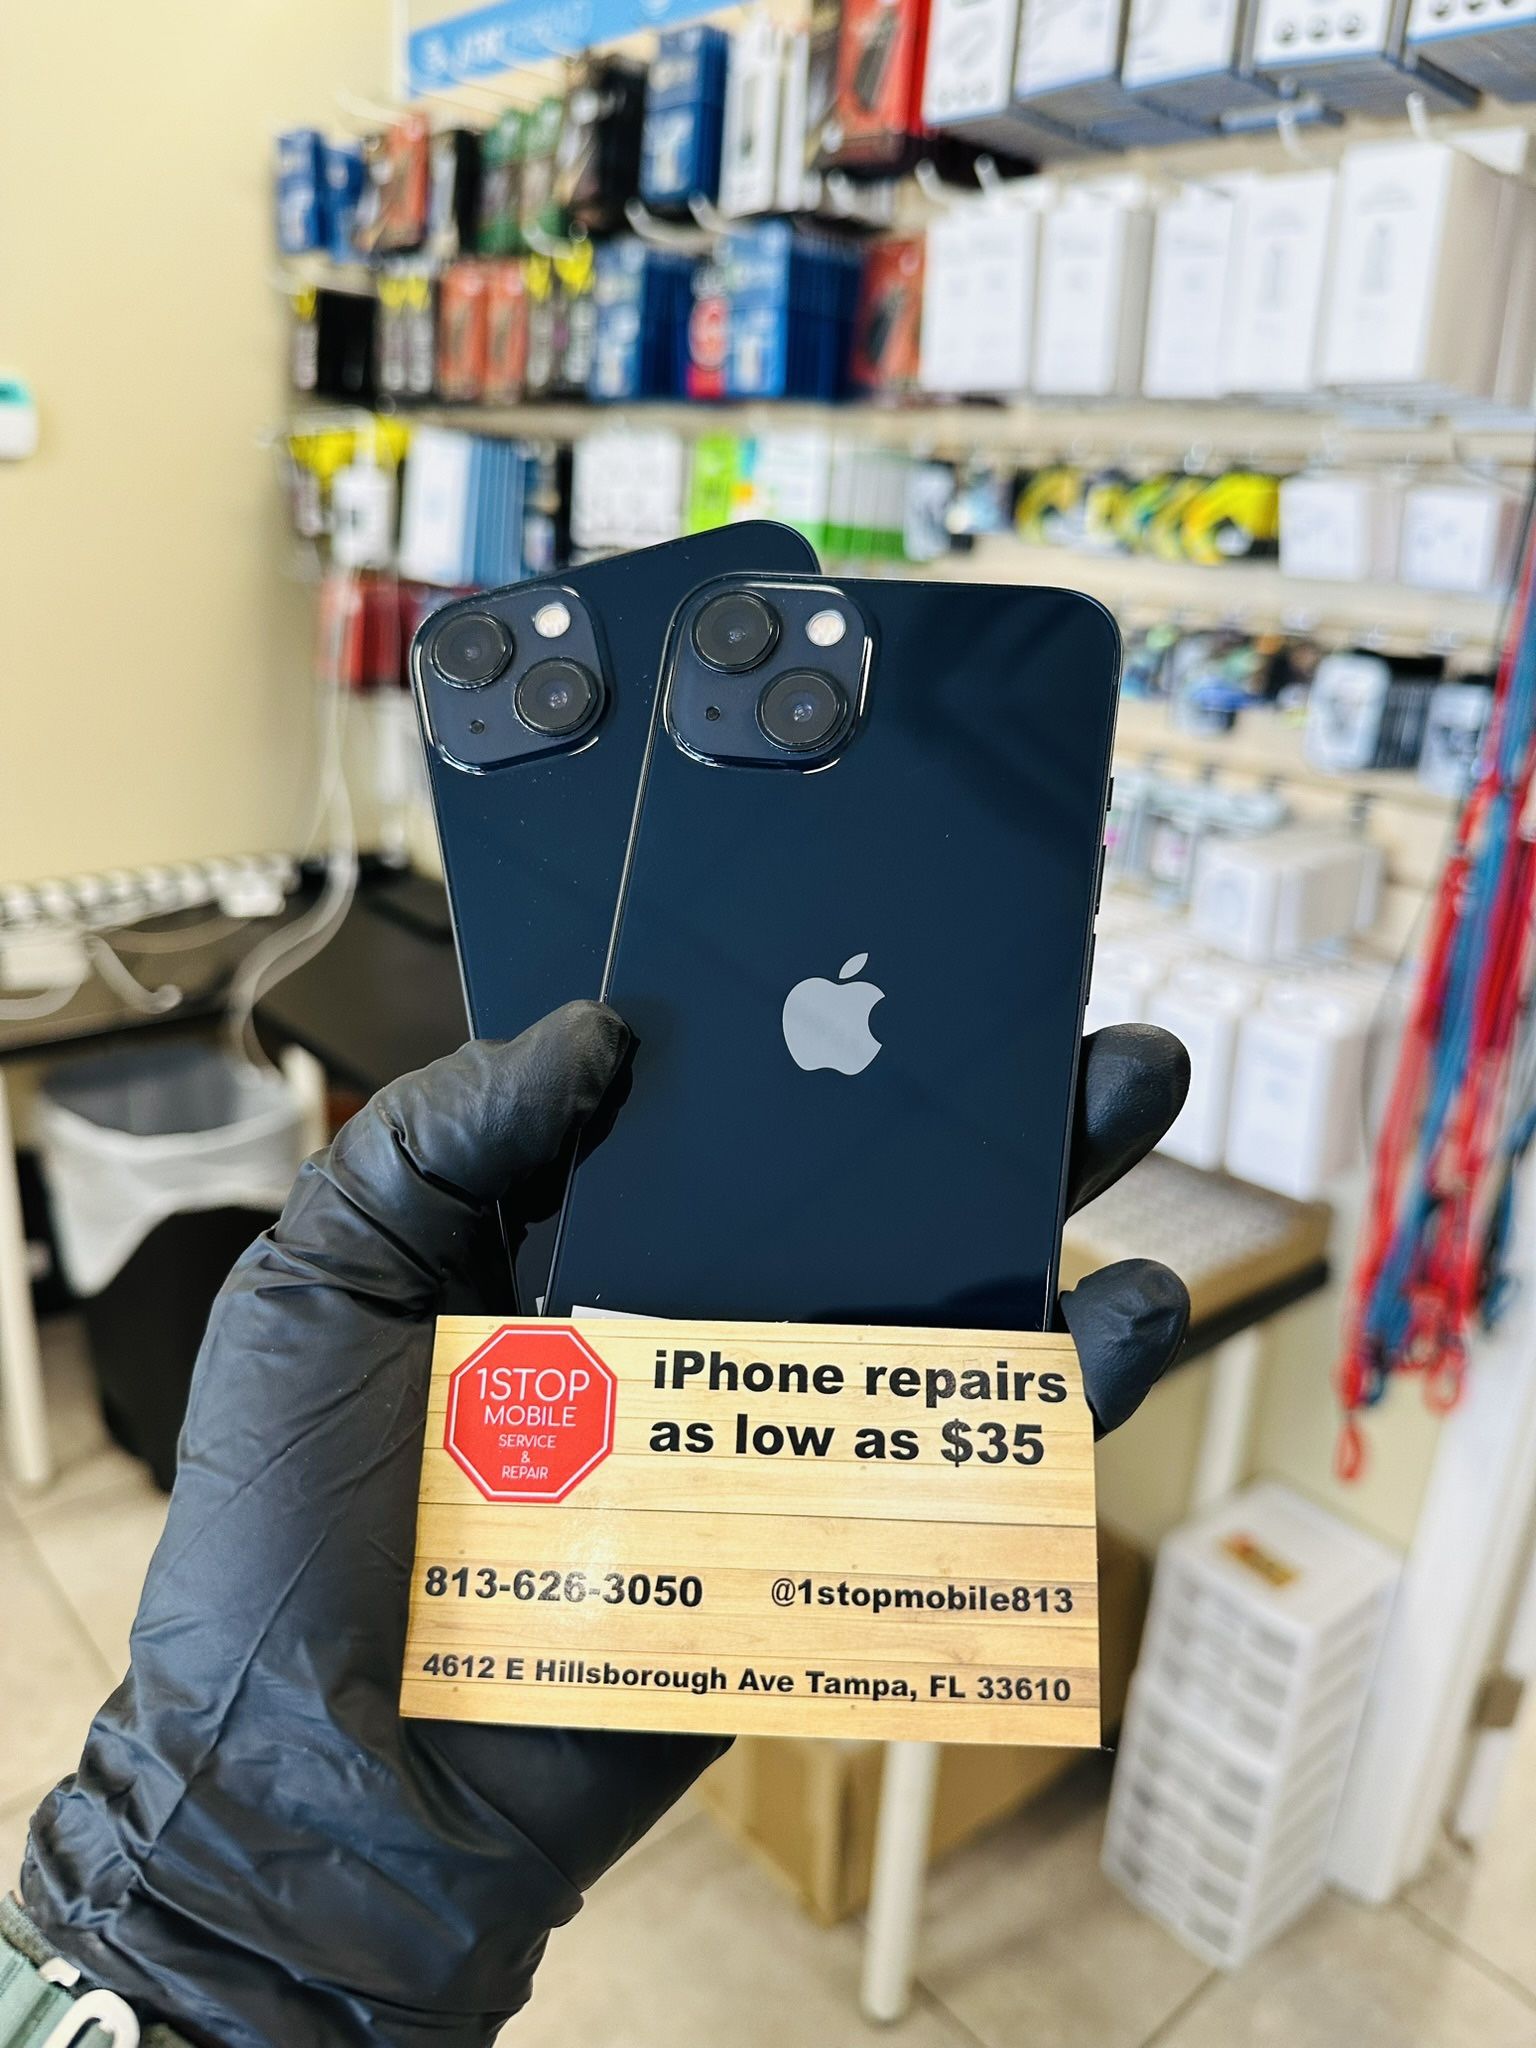 1STOP
MOBILE
SERVICE
&
REPAIR
iPhone repairs
as low as $35
813-626-3050
@1stopmobile813
4612 E Hillsborough Ave Tampa, FL 33610